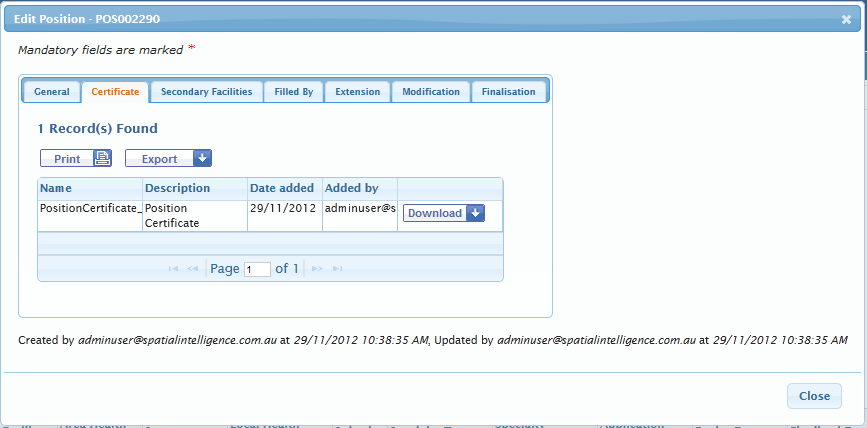 Edit Position - POS002290
Mandatory fields are marked *
General Certificate Secondary Facilities Filled By Extension Modification Finalisation
1 Record(s) Found
Print Export
Name Description Date added Added by
PositionCertificate_ Position Certificate 29/11/2012 adminuser@s Download
Page 1 of 1
Created by adminuser@spatialintelligence.com.au at 29/11/2012 10:38:35 AM, Updated by adminuser@spatialintelligence.com.au at 29/11/2012 10:38:35 AM
Close